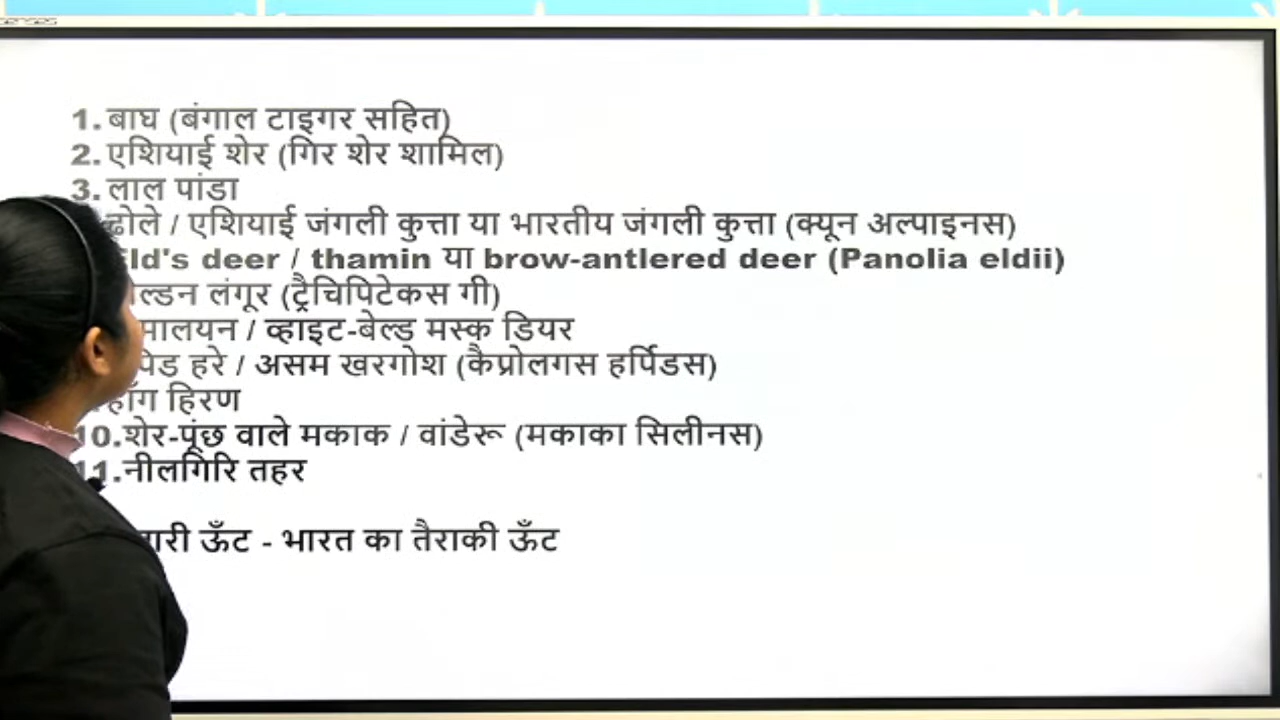 1. बाघ (बंगाल टाइगर सहित)
2. एशियाई शेर (गिर शेर शामिल)
3. लाल पांडा
ढोले / एशियाई जंगली कुत्ता या भारतीय जंगली कुत्ता (क्यून अल्पाइनस)
Eld's deer / thamin या brow-antlered deer (Panolia eldii)
ल्डन लंगूर (ट्रैचिपिटेकस गी)
मालयन / व्हाइट-बेल्ड मस्क डियर
पिड हरे / असम खरगोश (कैप्रोलगस हर्पिडस)
हॉग हिरण
10. शेर-पूंछ वाले मकाक / वांडेरू (मकाका सिलीनस)
11. नीलगिरि तहर
ऊँट - भारत का तैराकी ऊँट